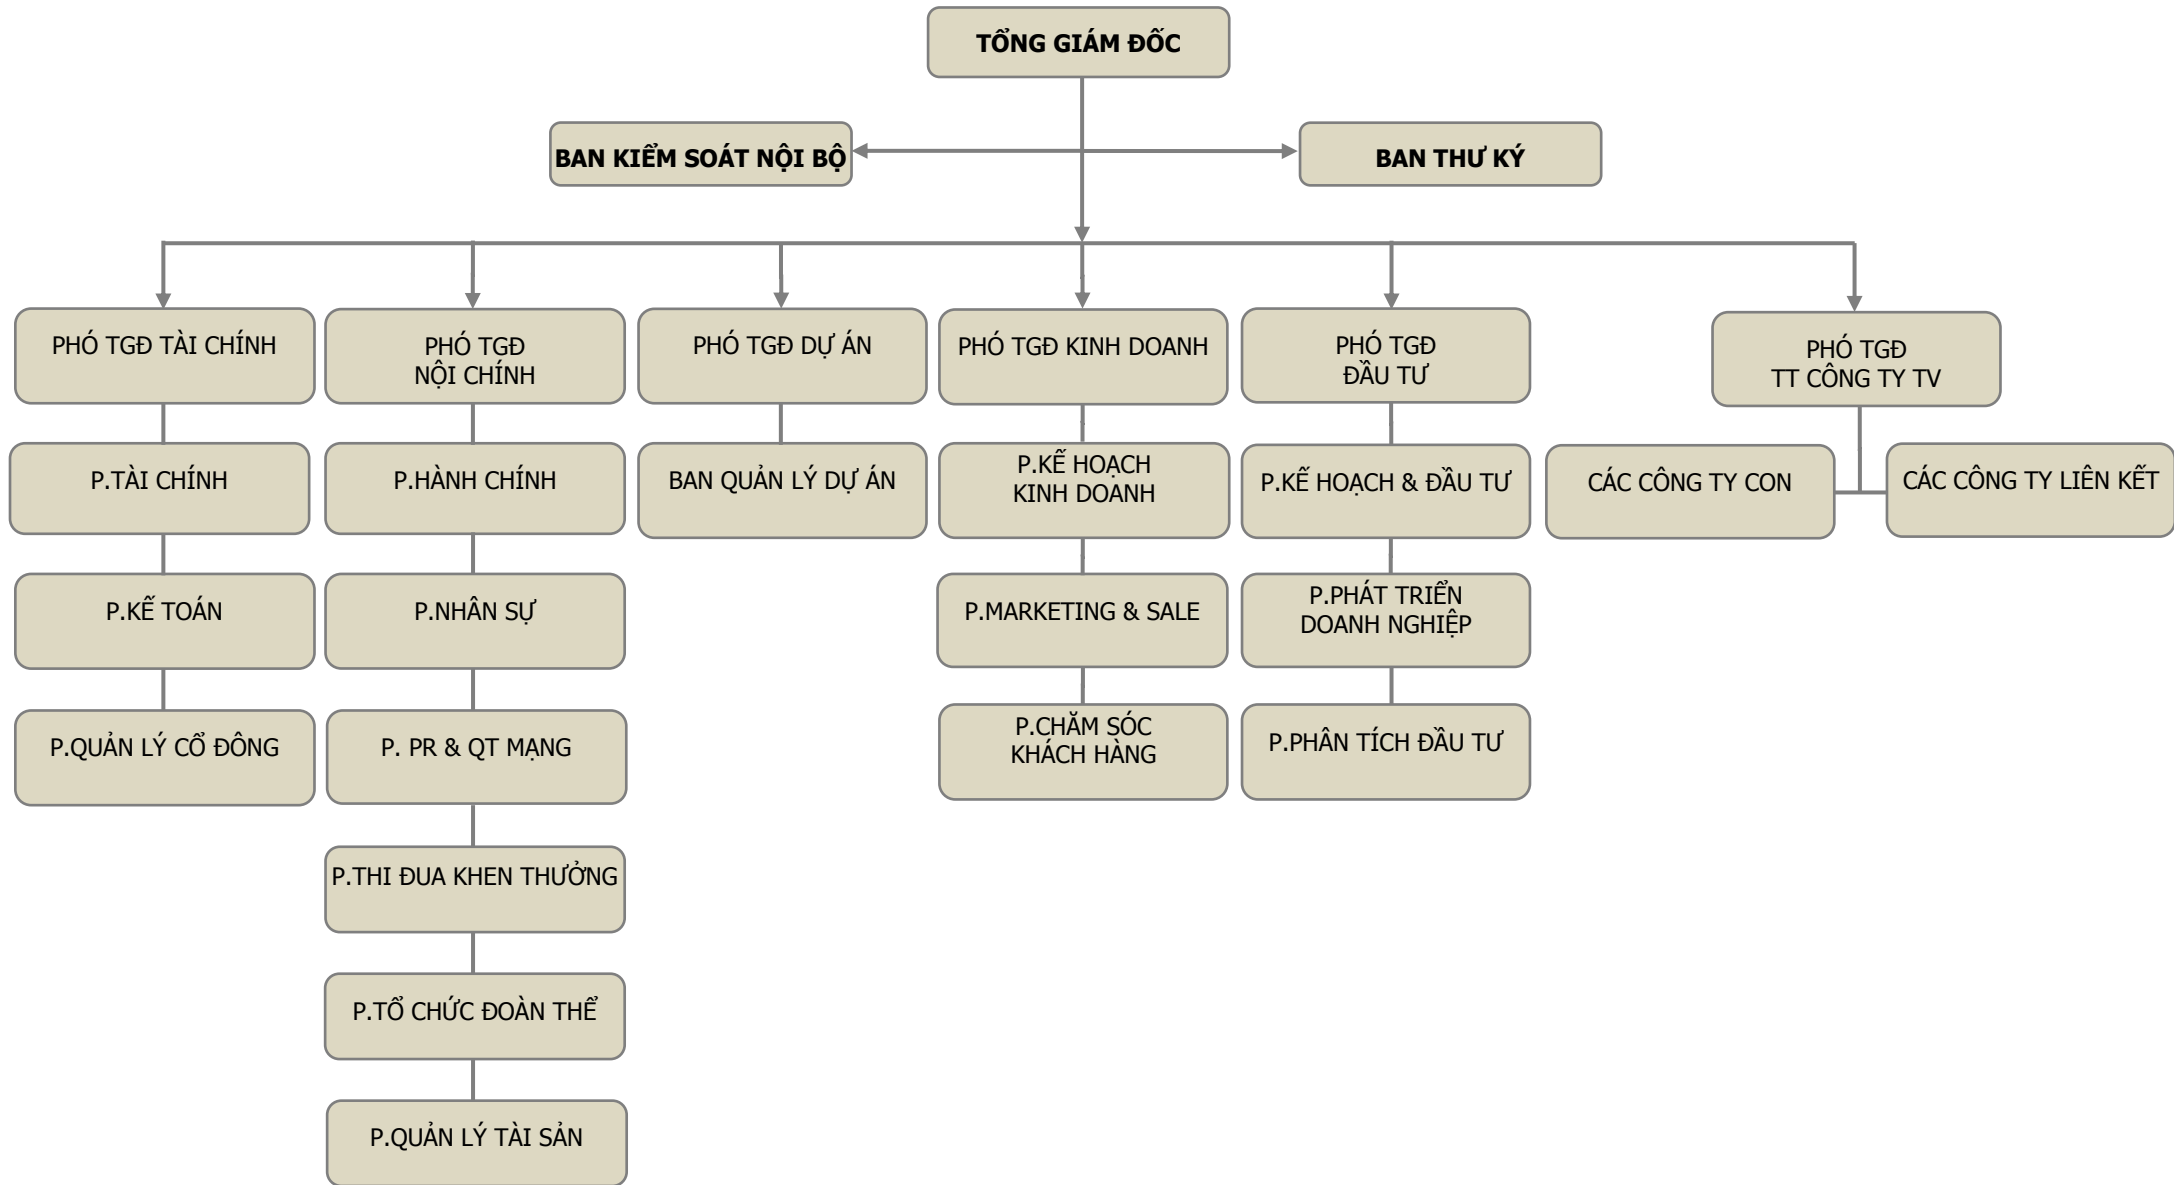 TỔNG GIÁM ĐỐC
BAN KIỂM SOÁT NỘI BỘ
BAN THƯ KÝ
PHÓ TGĐ TÀI CHÍNH
PHÓ TGĐ
NỘI CHÍNH
PHÓ TGĐ DỰ ÁN
PHÓ TGĐ KINH DOANH
PHÓ TGĐ
ĐẦU TƯ
PHÓ TGĐ
TT CÔNG TY TV
P.TÀI CHÍNH
P.HÀNH CHÍNH
BAN QUẢN LÝ DỰ ÁN
P.KẾ HOẠCH
KINH DOANH
P.KẾ HOẠCH & ĐẦU TƯ
CÁC CÔNG TY CON
CÁC CÔNG TY LIÊN KẾT
P.KẾ TOÁN
P.NHÂN SỰ
P.MARKETING & SALE
P.PHÁT TRIỂN
DOANH NGHIỆP
P.QUẢN LÝ CỔ ĐÔNG
P. PR & QT MẠNG
P.CHĂM SÓC
KHÁCH HÀNG
P.PHÂN TÍCH ĐẦU TƯ
P.THI ĐUA KHEN THƯỞNG
P.TỔ CHỨC ĐOÀN THỂ
P.QUẢN LÝ TÀI SẢN